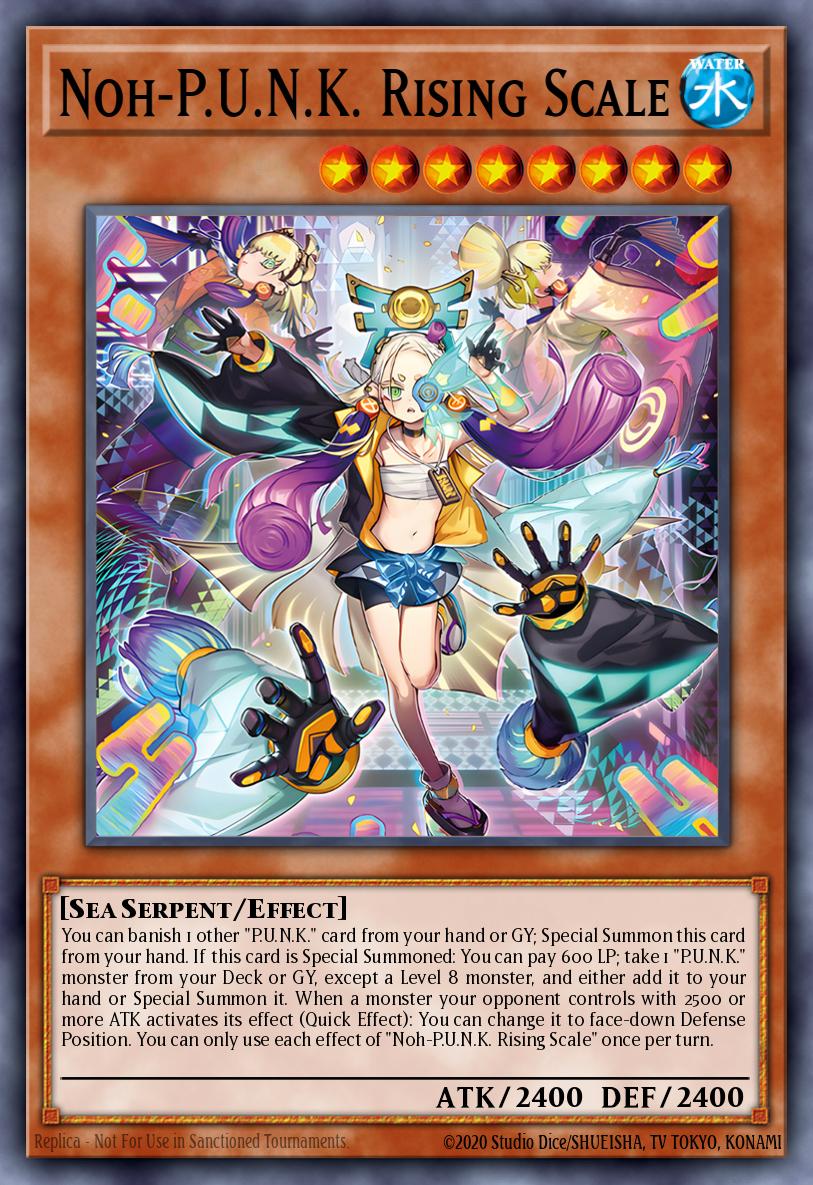 Noh-P.U.N.K. Rising Scale
WATER
水
[Sea Serpent/Effect]
You can banish 1 other "P.U.N.K." card from your hand or GY; Special Summon this card
from your hand. If this card is Special Summoned: You can pay 600 LP; take 1 "P.U.N.K."
monster from your Deck or GY, except a Level 8 monster, and either add it to your
hand or Special Summon it. When a monster your opponent controls with 2500 or
more ATK activates its effect (Quick Effect): You can change it to face-down Defense
Position. You can only use each effect of "Noh-P.U.N.K. Rising Scale" once per turn.
ATK/2400 DEF/2400
Replica - Not For Use in Sanctioned Tournaments.
©2020 Studio Dice/SHUEISHA, TV TOKYO, KONAMI